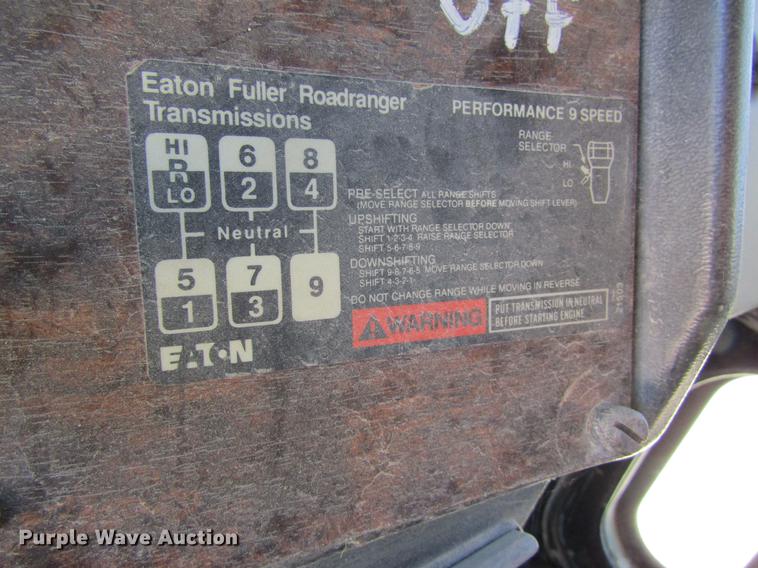 OFF
Eaton Fuller Roadranger
Transmissions
PERFORMANCE 9 SPEED
RANGE
SELECTOR
HI
LO
HI
R
LO
6
2
8
4
Neutral
5
1
7
3
9
PRE-SELECT ALL RANGE SHIFTS
(MOVE RANGE SELECTOR BEFORE MOVING SHIFT LEVER)
UPSHIFTING
START WITH RANGE SELECTOR DOWN
SHIFT 1-2-3-4 RAISE RANGE SELECTOR
SHIFT 5-6-7-8-9
DOWNSHIFTING
SHIFT 9-8-7-6-5 MOVE RANGE SELECTOR DOWN
SHIFT 4-3-2-1
DO NOT CHANGE RANGE WHILE MOVING IN REVERSE
WARNING
PUT TRANSMISSION IN NEUTRAL
BEFORE STARTING ENGINE.
EATON
Purple Wave Auction